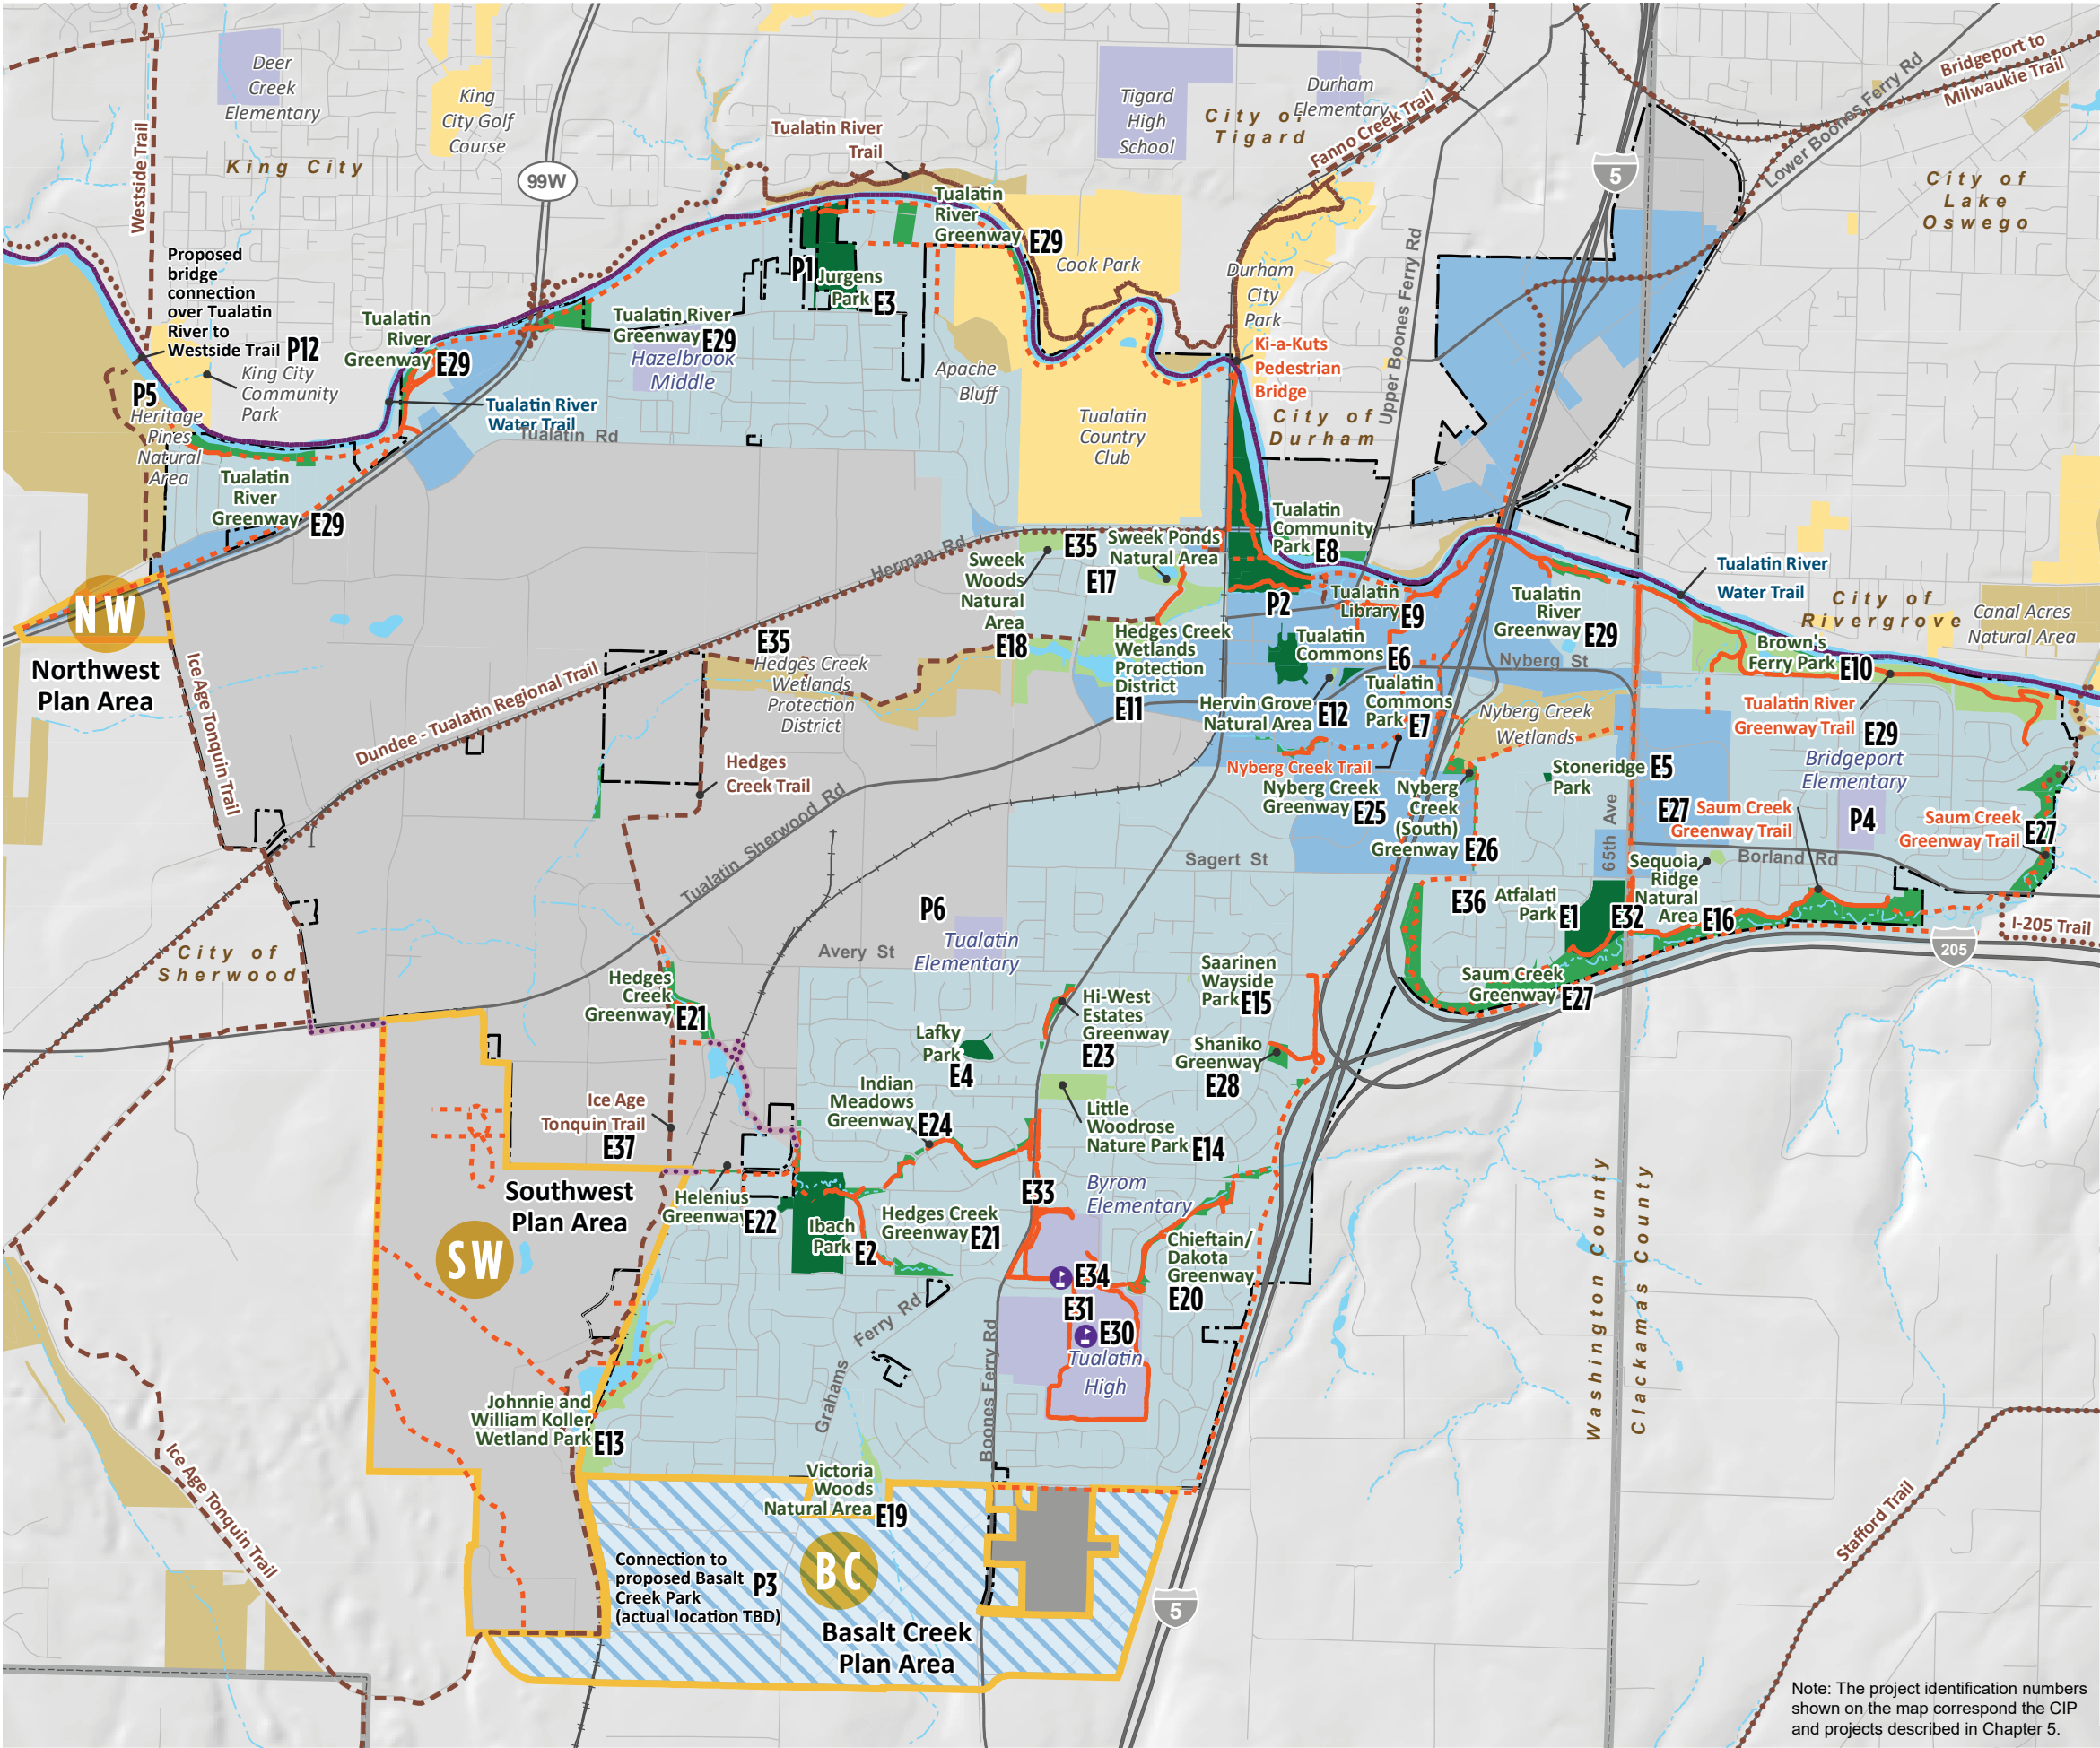 Deer
Creek
Elementary
King
City Golf
Course
King City
Westside Trail
99W
Tualatin River
Trail
Tigard
High
School
City of
Tigard
Durham
Elementary
Fanno Creek Trail
5
Bridgeport to
Milwaukie Trail
Lower Boones Ferry Rd
City of
Lake
Oswego
Proposed
bridge
connection
over Tualatin
River to
Westside Trail P12
King City
Community
Park
P5
Heritage
Pines
Natural
Area
Tualatin
River
Greenway E29
Tualatin River
Water Trail
Tualatin
River
Greenway E29
Tualatin River
Greenway E29
Hazelbrook
Middle
Tualatin Rd
P1
Jurgens
Park E3
Tualatin
River
Greenway E29
Cook Park
Apache
Bluff
Tualatin
Country
Club
Durham
City
Park
Ki-a-Kuts
Pedestrian
Bridge
City of
Durham
Upper Boones Ferry Rd
NW
Northwest
Plan Area
Ice Age Tonquin Trail
Dundee - Tualatin Regional Trail
Herman Rd
E35
Hedges Creek
Wetlands
Protection
District
Hedges
Creek Trail
Tualatin Sherwood Rd
Sweek
Woods
Natural
Area
E18
E35
E17
Sweek Ponds
Natural Area
Hedges Creek
Wetlands
Protection
District
E11
Tualatin
Community
Park E8
P2
Tualatin
Library E9
Tualatin
Commons
E6
Hervin Grove
Natural Area E12
Tualatin
Commons
Park E7
Nyberg Creek Trail
Nyberg Creek
Greenway E25
Nyberg
Creek
(South)
Greenway E26
Nyberg Creek
Wetlands
Nyberg St
Tualatin
River
Greenway E29
Tualatin River
Water Trail
City of
Rivergrove
Canal Acres
Natural Area
Brown's
Ferry Park E10
Tualatin River
Greenway Trail E29
Bridgeport
Elementary
P4
Stoneridge
Park
E5
65th Ave
E27 Saum Creek
Greenway Trail
Saum Creek
Greenway Trail E27
Borland Rd
Sequoia
Ridge
Natural
Area E16
E36
Atfalati
Park E1
E32
Saum Creek
Greenway E27
I-205 Trail
205
Sagert St
P6
Tualatin
Elementary
Avery St
City of
Sherwood
Hedges
Creek
Greenway E21
Lafky
Park
E4
Hi-West
Estates
Greenway
E23
Saarinen
Wayside
Park E15
Shaniko
Greenway
E28
Indian
Meadows
Greenway E24
Little
Woodrose
Nature Park E14
Ice Age
Tonquin Trail
E37
Southwest
Plan Area
SW
Helenius
Greenway E22
Ibach
Park E2
Hedges Creek
Greenway E21
E33
Byrom
Elementary
Chieftain/
Dakota
Greenway
E20
E34
E31
E30
Tualatin
High
Grahams Ferry Rd
Boones Ferry Rd
Washington County
Clackamas County
Johnnie and
William Koller
Wetland Park E13
Victoria
Woods
Natural Area E19
Connection to
proposed Basalt
Creek Park
(actual location TBD)
P3
BC
Basalt Creek
Plan Area
5
Ice Age Tonquin Trail
Stafford Trail
Note: The project identification numbers
shown on the map correspond the CIP
and projects described in Chapter 5.